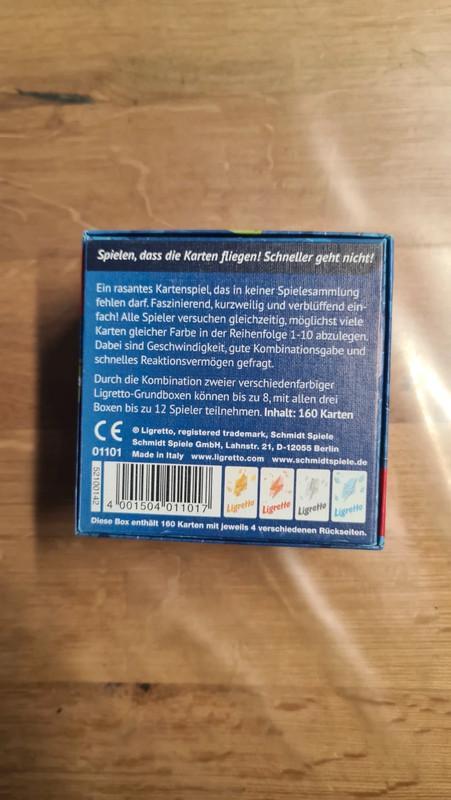 Spielen, dass die Karten fliegen! Schneller geht nicht!
Ein rasantes Kartenspiel, das in keiner Spielesammlung
fehlen darf. Faszinierend, kurzweilig und verblüffend ein-
fach! Alle Spieler versuchen gleichzeitig, möglichst viele
Karten gleicher Farbe in der Reihenfolge 1-10 abzulegen.
Dabei sind Geschwindigkeit, gute Kombinationsgabe und
schnelles Reaktionsvermögen gefragt.
Durch die Kombination zweier verschiedenfarbiger
Ligretto-Grundboxen können bis zu 8, mit allen drei
Boxen bis zu 12 Spieler teilnehmen. Inhalt: 160 Karten
CE
® Ligretto, registered trademark, Schmidt Spiele
Schmidt Spiele GmbH, Lahnstr. 21, D-12055 Berlin
01101 Made in Italy www.ligretto.com www.schmidtspiele.de
52100142
4 001504 011017
Ligretto Ligretto Ligretto Ligretto
Diese Box enthält 160 Karten mit jeweils 4 verschiedenen Rückseiten.